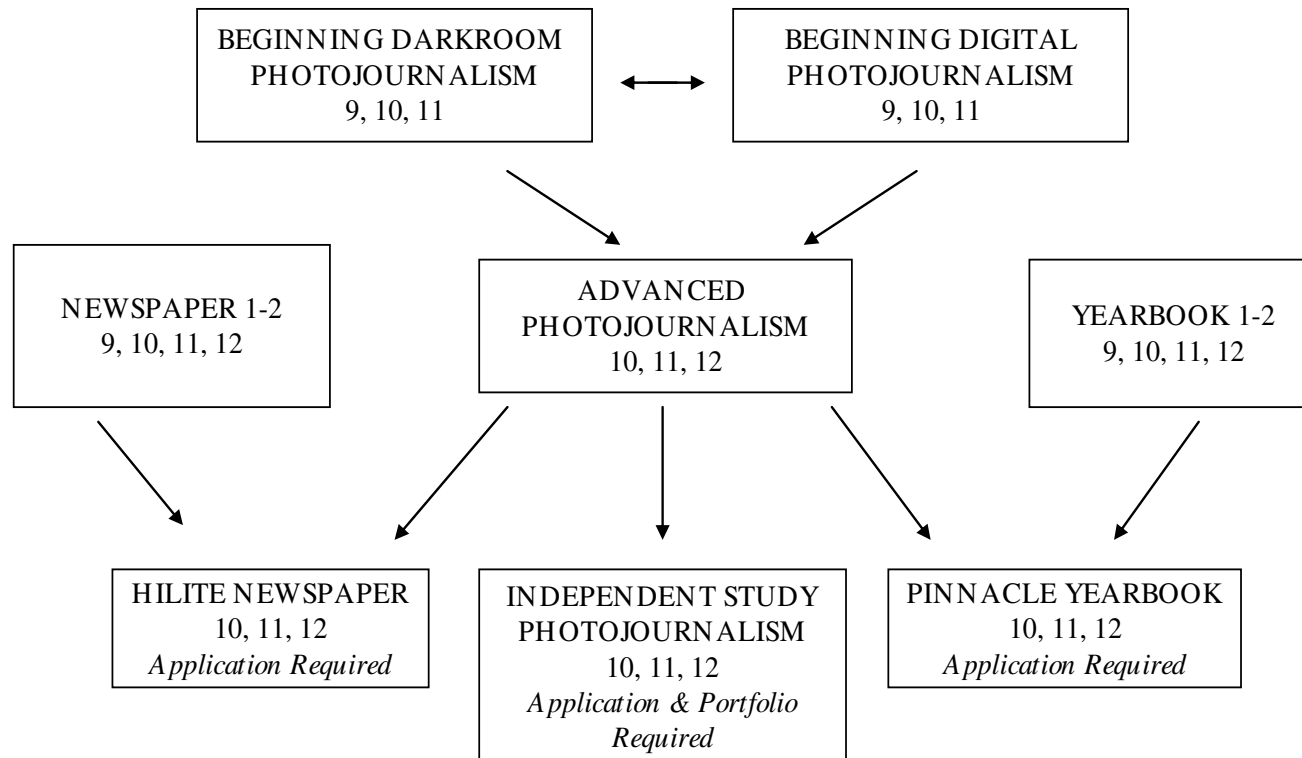 BEGINNING DARKROOM
PHOTOJOURNALISM
9, 10, 11
BEGINNING DIGITAL
PHOTOJOURNALISM
9, 10, 11
NEWSPAPER 1-2
9, 10, 11, 12
ADVANCED
PHOTOJOURNALISM
10, 11, 12
YEARBOOK 1-2
9, 10, 11, 12
HILITE NEWSPAPER
10, 11, 12
Application Required
INDEPENDENT STUDY
PHOTOJOURNALISM
10, 11, 12
Application & Portfolio
Required
PINNACLE YEARBOOK
10, 11, 12
Application Required